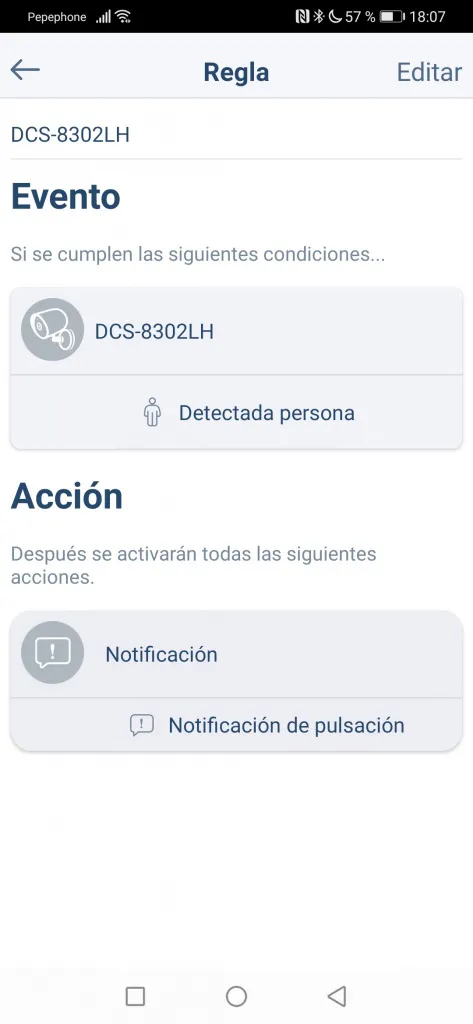 Pepephone 57 % 18:07
Regla Editar
DCS-8302LH
Evento
Si se cumplen las siguientes condiciones...
DCS-8302LH
Detectada persona
Acción
Después se activarán todas las siguientes
acciones.
Notificación
Notificación de pulsación